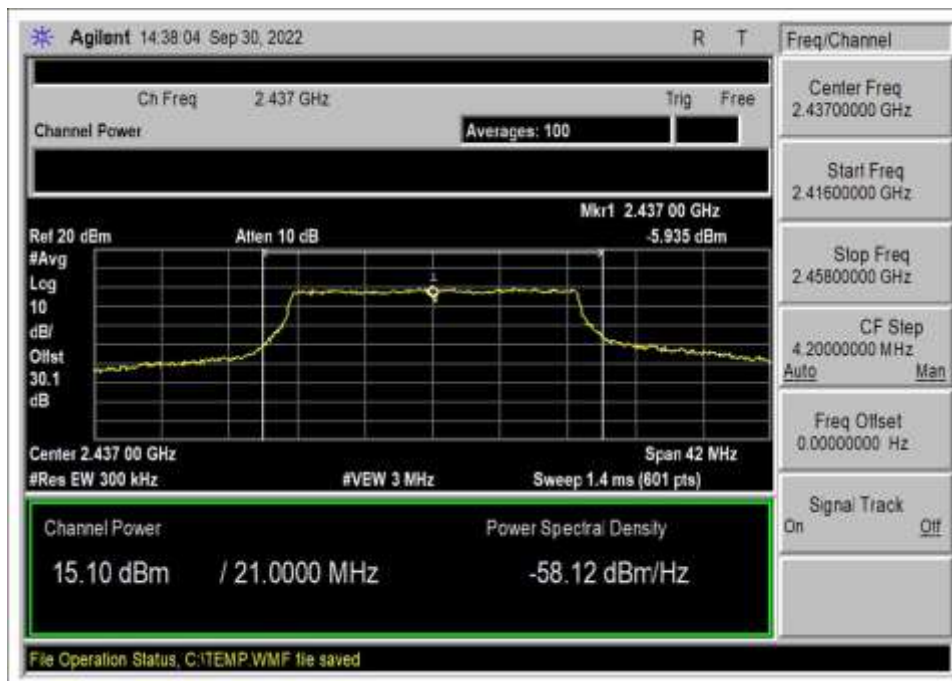 Agilent 14:38:04 Sep 30, 2022 R T
Freq/Channel
Ch Freq 2.437 GHz Trig Free
Channel Power Averages: 100
Center Freq
2.43700000 GHz
Start Freq
2.41600000 GHz
Stop Freq
2.45800000 GHz
CF Step
4.20000000 MHz
Auto Man
Freq Offset
0.00000000 Hz
Signal Track
On Off
Mkr1 2.437 00 GHz
Ref 20 dBm Atten 10 dB -5.935 dBm
#Avg
Log
10
dB/
Offst
30.1
dB
1
Center 2.437 00 GHz Span 42 MHz
#Res BW 300 kHz #VBW 3 MHz Sweep 1.4 ms (601 pts)
Channel Power Power Spectral Density
15.10 dBm / 21.0000 MHz -58.12 dBm/Hz
File Operation Status, C:\TEMP.WMF file saved